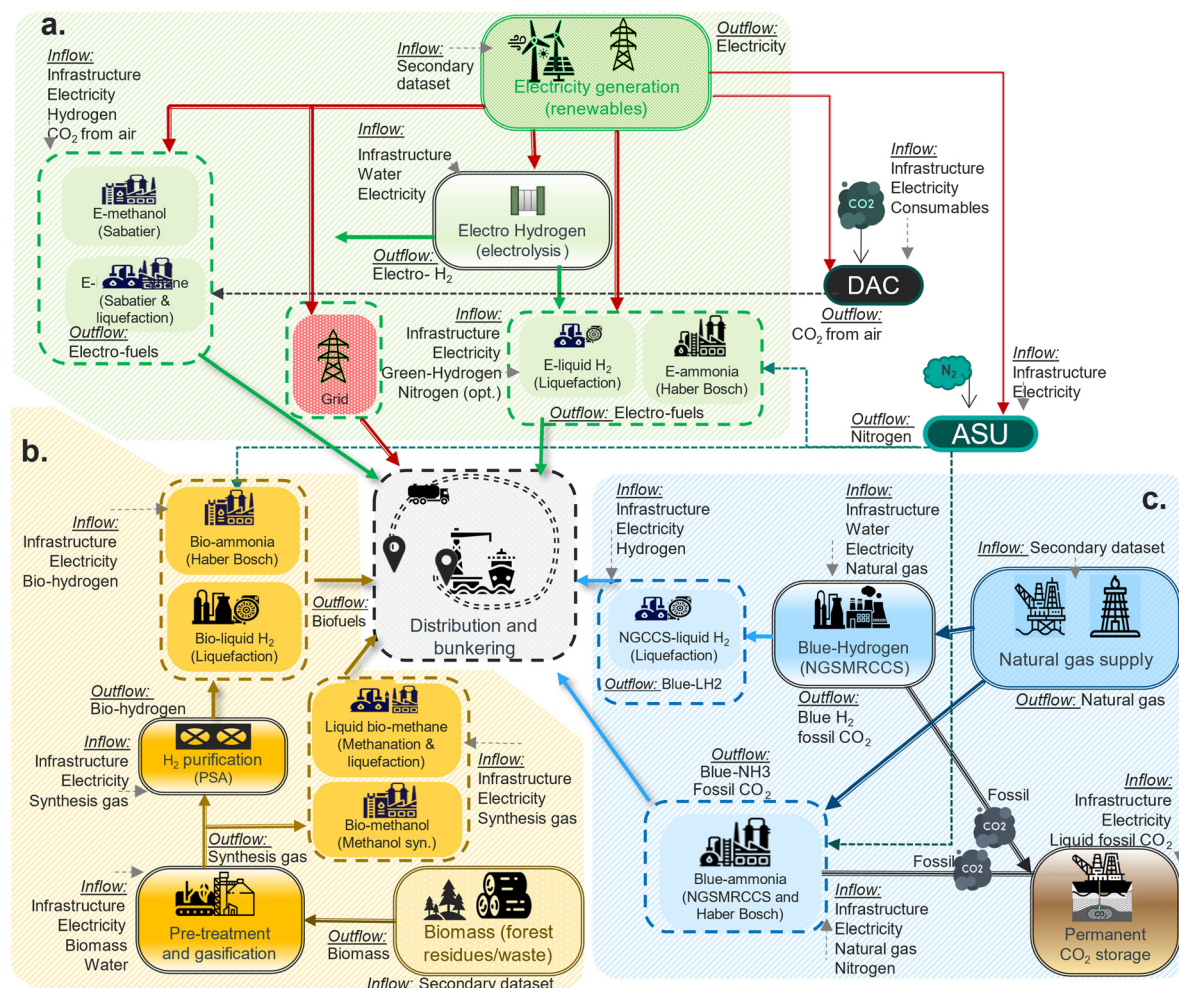 a.
Inflow:
Infrastructure
Electricity
Hydrogen
CO2 from air
Inflow:
Secondary
dataset
Outflow:
Electricity
Electricity generation
(renewables)
Inflow:
Infrastructure
Water
Electricity
Electro Hydrogen
(electrolysis)
Outflow:
Electro- H2
E-methanol
(Sabatier)
E-
(Sabatier &
liquefaction)
Outflow:
Electro-fuels
Grid
Inflow:
Infrastructure
Electricity
Green-Hydrogen
Nitrogen (opt.)
E-liquid H2
(Liquefaction)
E-ammonia
(Haber Bosch)
Outflow: Electro-fuels
CO2
Inflow:
Infrastructure
Electricity
Consumables
DAC
Outflow:
CO2 from air
N2
Inflow:
Infrastructure
Electricity
Outflow:
Nitrogen
ASU
b.
Inflow:
Infrastructure
Electricity
Bio-hydrogen
Bio-ammonia
(Haber Bosch)
Bio-liquid H2
(Liquefaction)
Outflow:
Biofuels
Distribution and
bunkering
Outflow:
Bio-hydrogen
Inflow:
Infrastructure
Electricity
Synthesis gas
H2 purification
(PSA)
Liquid bio-methane
(Methanation &
liquefaction)
Bio-methanol
(Methanol syn.)
Inflow:
Infrastructure
Electricity
Synthesis gas
Outflow:
Synthesis gas
Inflow:
Infrastructure
Electricity
Biomass
Water
Pre-treatment
and gasification
Outflow:
Biomass
Biomass (forest
residues/waste)
Inflow: Secondary dataset
c.
Inflow:
Infrastructure
Electricity
Hydrogen
NGCCS-liquid H2
(Liquefaction)
Outflow: Blue-LH2
Inflow:
Infrastructure
Water
Electricity
Natural gas
Blue-Hydrogen
(NGSMRCCS)
Outflow:
Blue H2
fossil CO2
Inflow: Secondary dataset
Natural gas supply
Outflow: Natural gas
Outflow:
Blue-NH3
Fossil CO2
Blue-ammonia
(NGSMRCCS and
Haber Bosch)
Inflow:
Infrastructure
Electricity
Natural gas
Nitrogen
Fossil
CO2
Fossil
CO2
Inflow:
Infrastructure
Electricity
Liquid fossil CO2
CO2
Permanent
CO2 storage